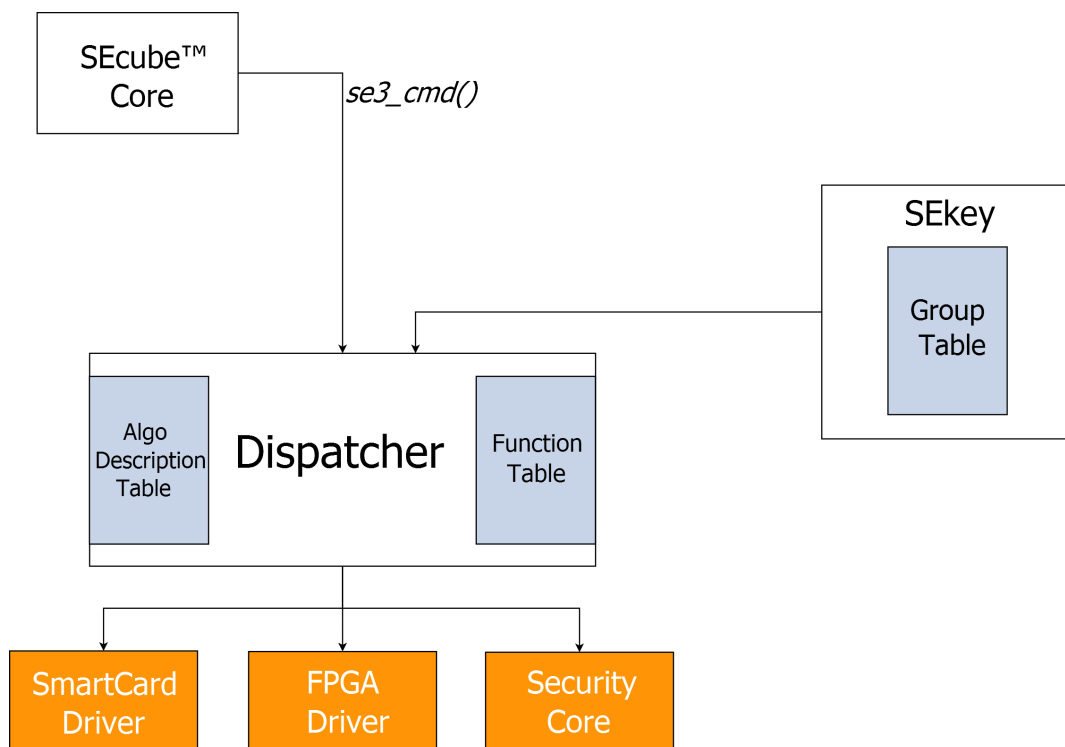 SEcube™
Core
se3_cmd()
SEkey
Group
Table
Algo
Description
Table
Dispatcher
Function
Table
SmartCard
Driver
FPGA
Driver
Security
Core